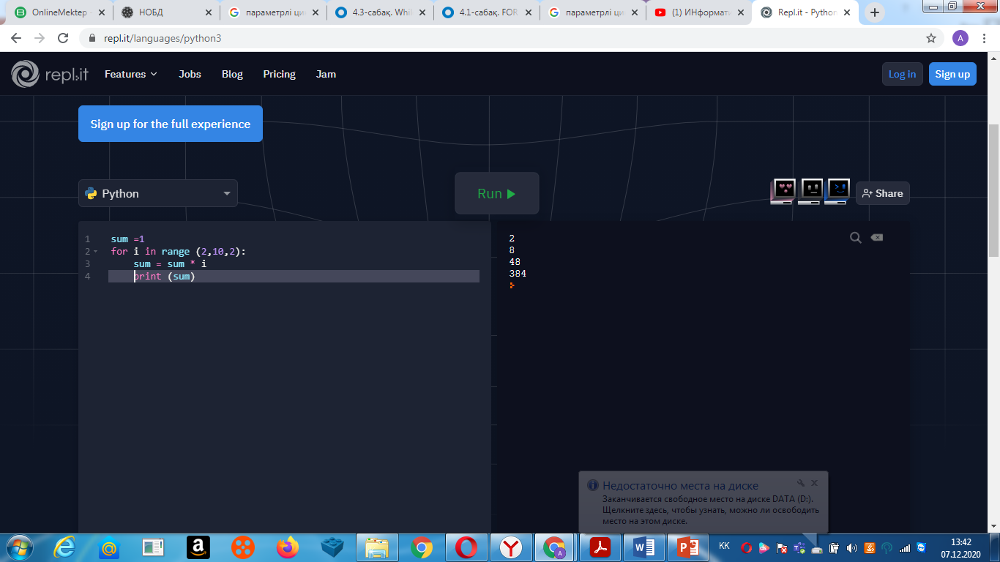 OnlineMektep -
НОБД
параметрлі ци
4.3-сабақ. Whil
4.1-сабақ. FOR
параметрлі ци
(1) ИНформати
Repl.it - Python
repl.it/languages/python3
A
repl.it
Features
Jobs
Blog
Pricing
Jam
Log in
Sign up
Sign up for the full experience
Python
Run
Share
1 sum =1
2 for i in range (2,10,2):
3 sum = sum * i
4 print (sum)
2
8
48
384
Недостаточно места на диске
Заканчивается свободное место на диске DATA (D:).
Щелкните здесь, чтобы узнать, можно ли освободить
место на этом диске.
KK
13:42
07.12.2020